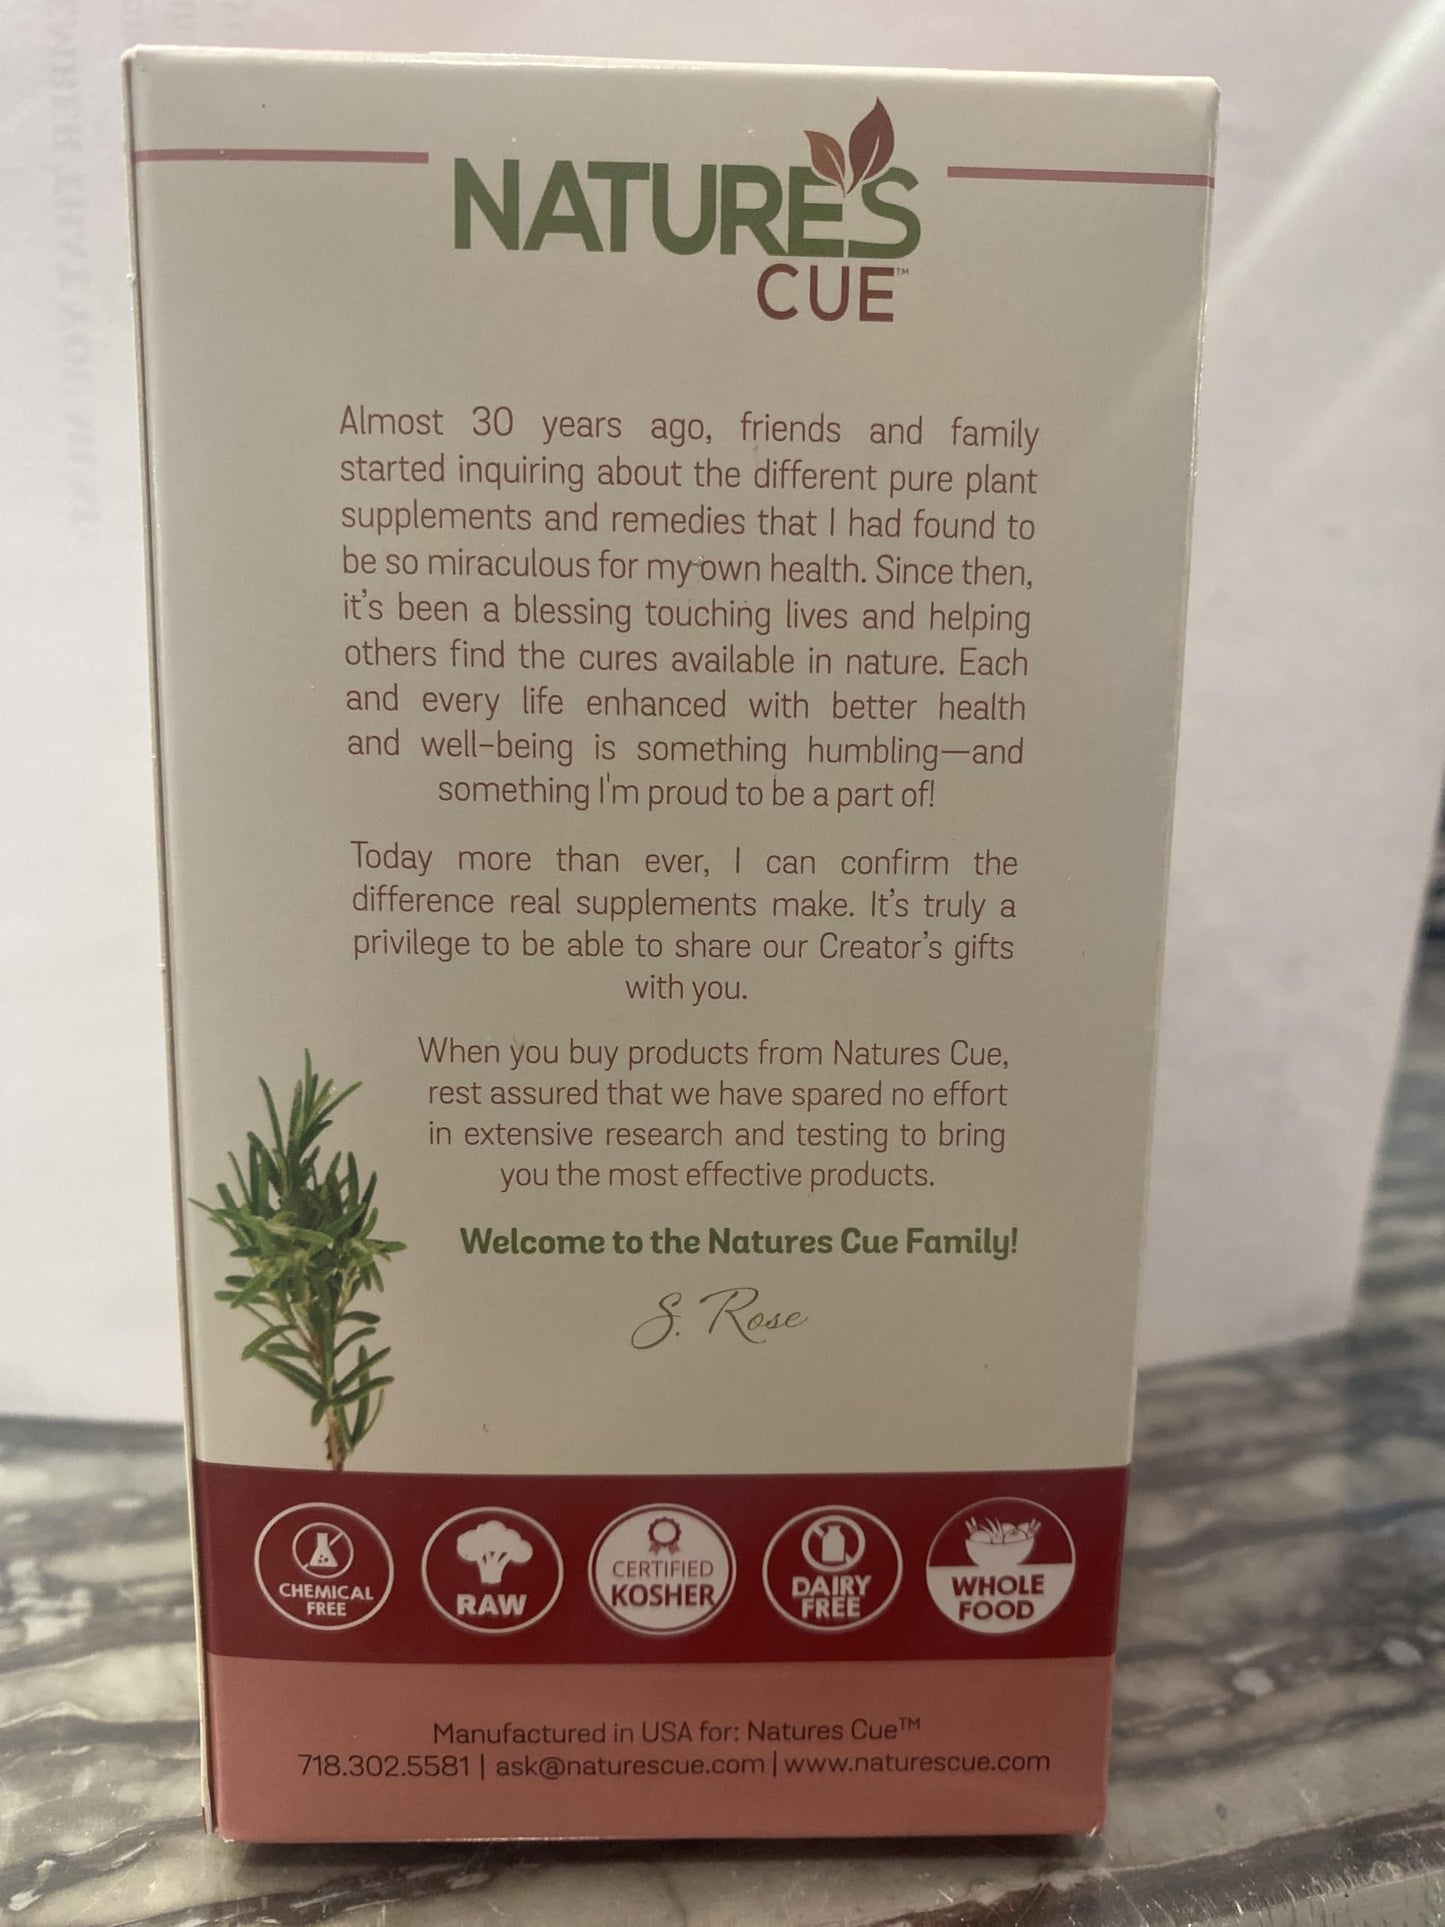 NATURE'S
CUE™
Almost 30 years ago, friends and family
started inquiring about the different pure plant
supplements and remedies that I had found to
be so miraculous for my own health. Since then,
it's been a blessing touching lives and helping
others find the cures available in nature. Each
and every life enhanced with better health
and well-being is something humbling—and
something I'm proud to be a part of!
Today more than ever, I can confirm the
difference real supplements make. It's truly a
privilege to be able to share our Creator's gifts
with you.
When you buy products from Natures Cue,
rest assured that we have spared no effort
in extensive research and testing to bring
you the most effective products.
Welcome to the Natures Cue Family!
S. Rose
CHEMICAL
FREE
RAW
CERTIFIED
KOSHER
DAIRY
FREE
WHOLE
FOOD
Manufactured in USA for: Natures Cue™
718.302.5581 | ask@naturescue.com | www.naturescue.com